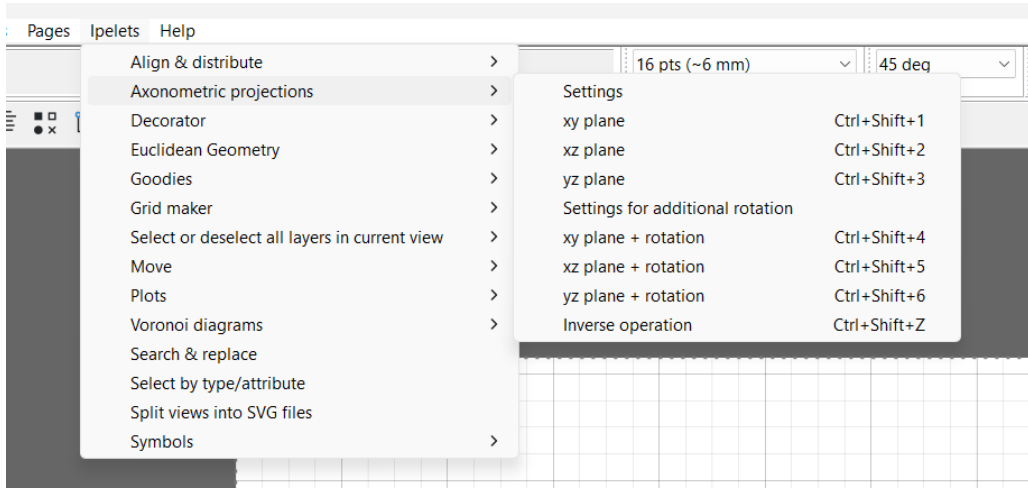 Pages Ipelets Help
16 pts (~6 mm) 45 deg
Align & distribute
Axonometric projections
Decorator
Euclidean Geometry
Goodies
Grid maker
Select or deselect all layers in current view
Move
Plots
Voronoi diagrams
Search & replace
Select by type/attribute
Split views into SVG files
Symbols
Settings
xy plane Ctrl+Shift+1
xz plane Ctrl+Shift+2
yz plane Ctrl+Shift+3
Settings for additional rotation
xy plane + rotation Ctrl+Shift+4
xz plane + rotation Ctrl+Shift+5
yz plane + rotation Ctrl+Shift+6
Inverse operation Ctrl+Shift+Z